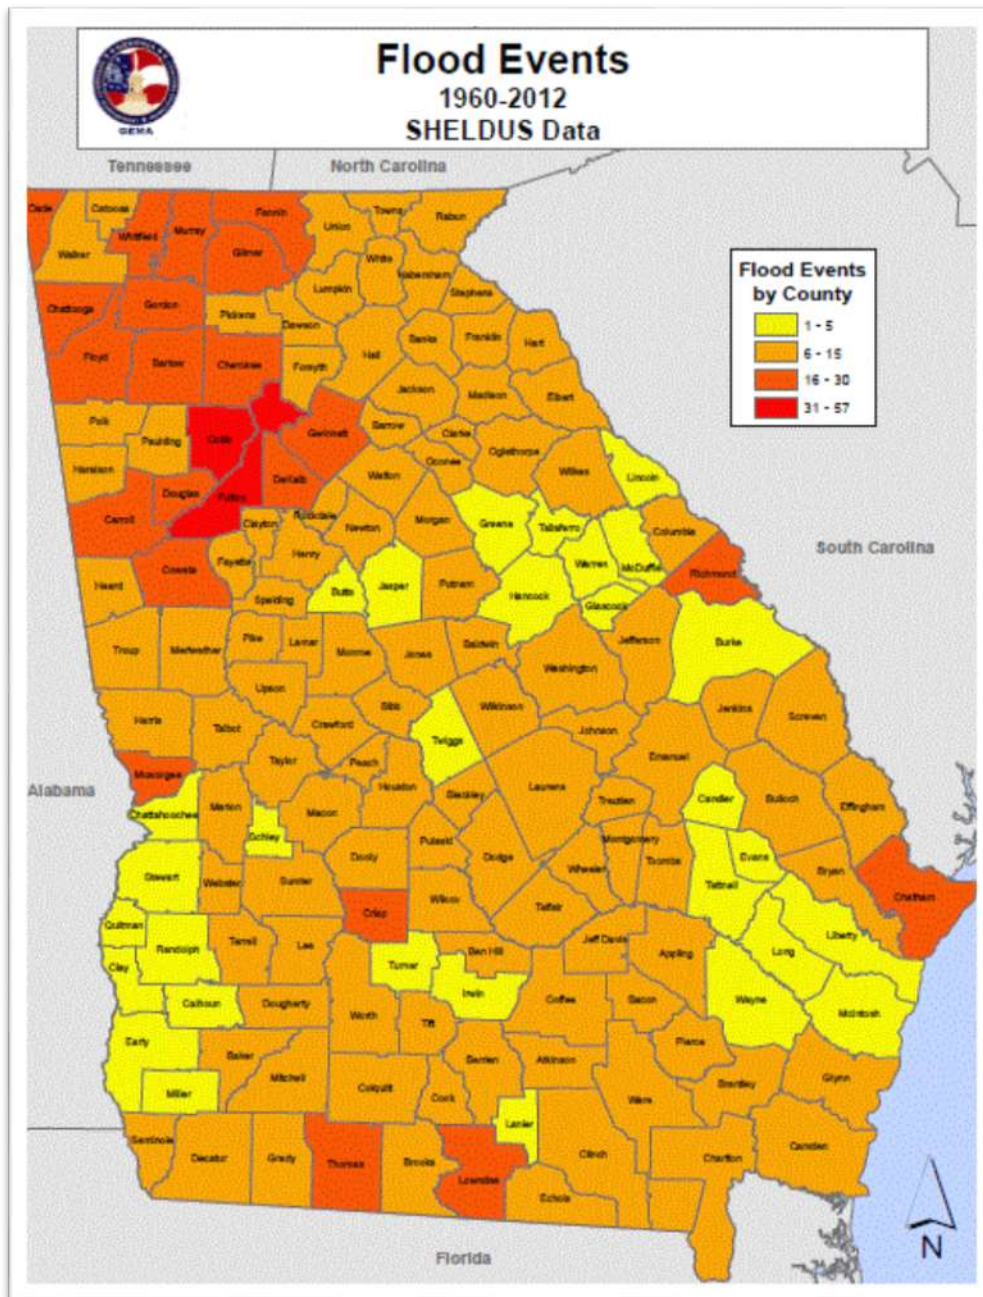 Flood Events
1960-2012
SHELDUS Data
GEMA
Tennessee
North Carolina
Dade
Catoosa
Whitfield
Murray
Fannin
Union
Towns
Rabun
Walker
Gilmer
White
Habersham
Lumpkin
Stephens
Chattooga
Gordon
Pickens
Dawson
Flood Events
by County
1 - 5
6 - 15
16 - 30
31 - 57
Floyd
Bartow
Cherokee
Forsyth
Hall
Banks
Franklin
Hart
Jackson
Madison
Elbert
Polk
Paulding
Cobb
Gwinnett
Barrow
Clarke
Oconee
Oglethorpe
Wilkes
Lincoln
Haralson
Douglas
Fulton
DeKalb
Walton
Carroll
Clayton
Rockdale
Newton
Morgan
Greene
Taliaferro
Columbia
South Carolina
Heard
Coweta
Fayette
Henry
Spalding
Butts
Jasper
Putnam
Hancock
Warren
McDuffie
Glascock
Richmond
Troup
Meriwether
Pike
Lamar
Monroe
Jones
Baldwin
Washington
Jefferson
Burke
Upson
Harris
Talbot
Crawford
Bibb
Twiggs
Wilkinson
Johnson
Jenkins
Screven
Emanuel
Muscogee
Taylor
Peach
Houston
Bleckley
Laurens
Treutlen
Candler
Bulloch
Effingham
Alabama
Chattahoochee
Marion
Schley
Macon
Dooly
Pulaski
Dodge
Wheeler
Montgomery
Toombs
Evans
Bryan
Chatham
Stewart
Webster
Sumter
Crisp
Wilcox
Telfair
Tattnall
Quitman
Randolph
Terrell
Lee
Turner
Ben Hill
Jeff Davis
Appling
Long
Liberty
Clay
Calhoun
Dougherty
Worth
Tift
Irwin
Coffee
Bacon
Wayne
McIntosh
Early
Miller
Baker
Mitchell
Colquitt
Cook
Berrien
Atkinson
Ware
Pierce
Brantley
Glynn
Lanier
Seminole
Decatur
Grady
Thomas
Brooks
Lowndes
Echols
Clinch
Charlton
Camden
Florida
N